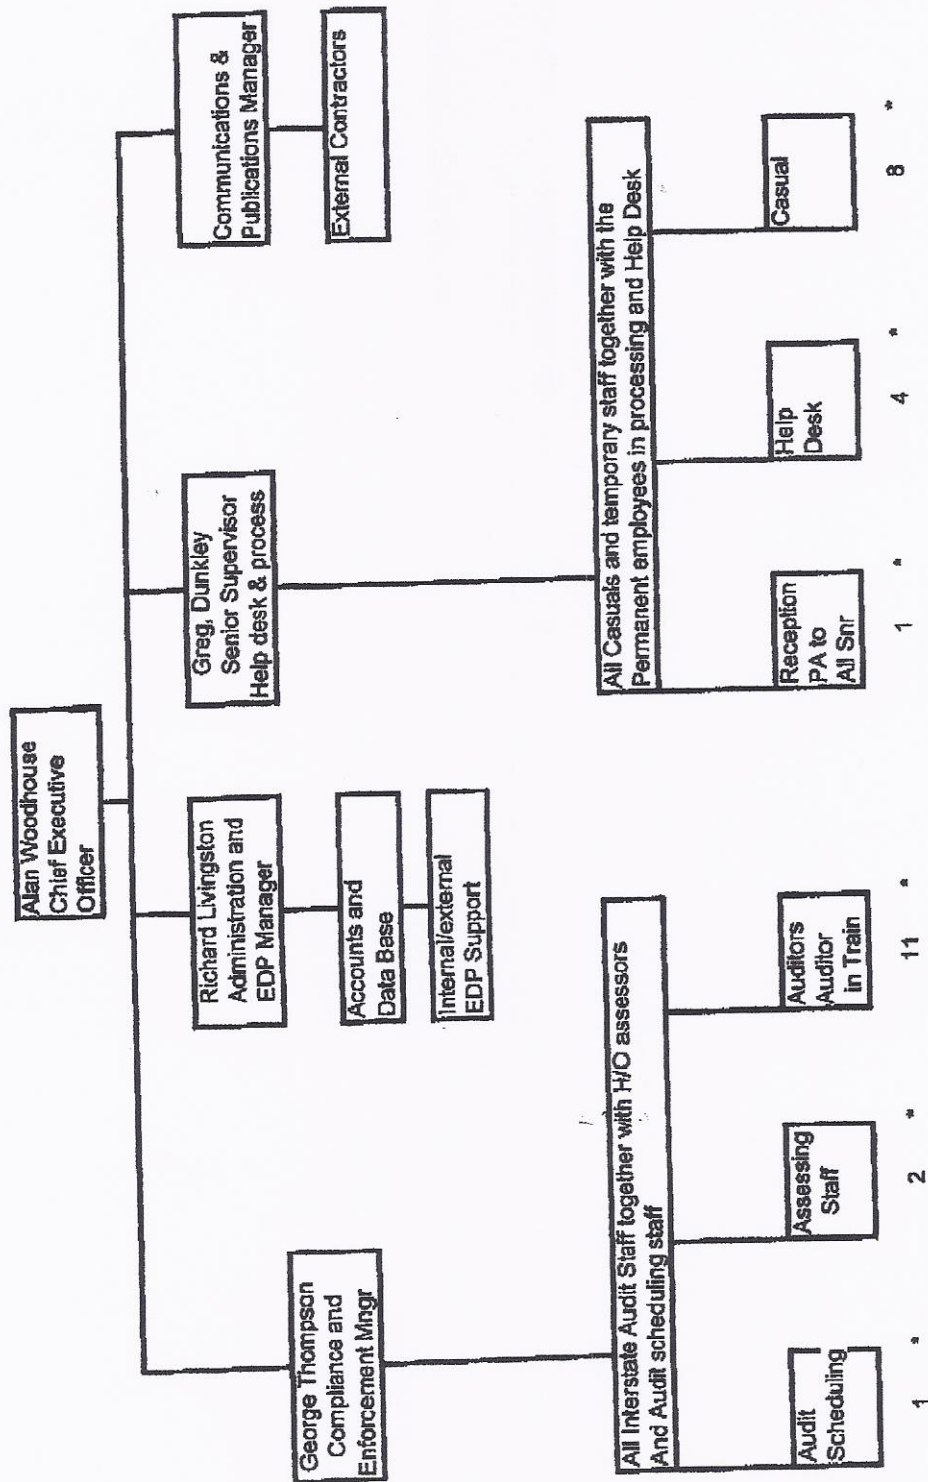 Allan Woodhouse
Chief Executive
Officer
George Thompson
Compliance and
Enforcement Mngr
Richard Livingston
Administration and
EDP Manager
Accounts and
Data Base
Internal/external
EDP Support
Greg, Dunkley
Senior Supervisor
Help desk & process
Communications &
Publications Manager
External Contractors
All Interstate Audit Staff together with H/O assessors
And Audit scheduling staff
Audit
Scheduling
Assessing
Staff
Auditors
Auditor
in Train
1 *
2 *
11 *
All Casuals and temporary staff together with the
Permanent employees in processing and Help Desk
Reception
PA to
All Snr
Help
Desk
Casual
1 *
4 *
8 *